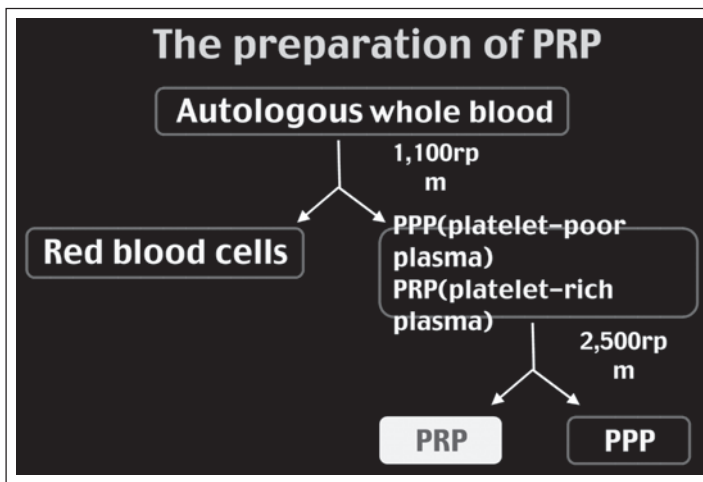 The preparation of PRP
Autologous whole blood
1,100rp
m
Red blood cells
PPP(platelet-poor
plasma)
PRP(platelet-rich
plasma)
2,500rp
m
PRP
PPP